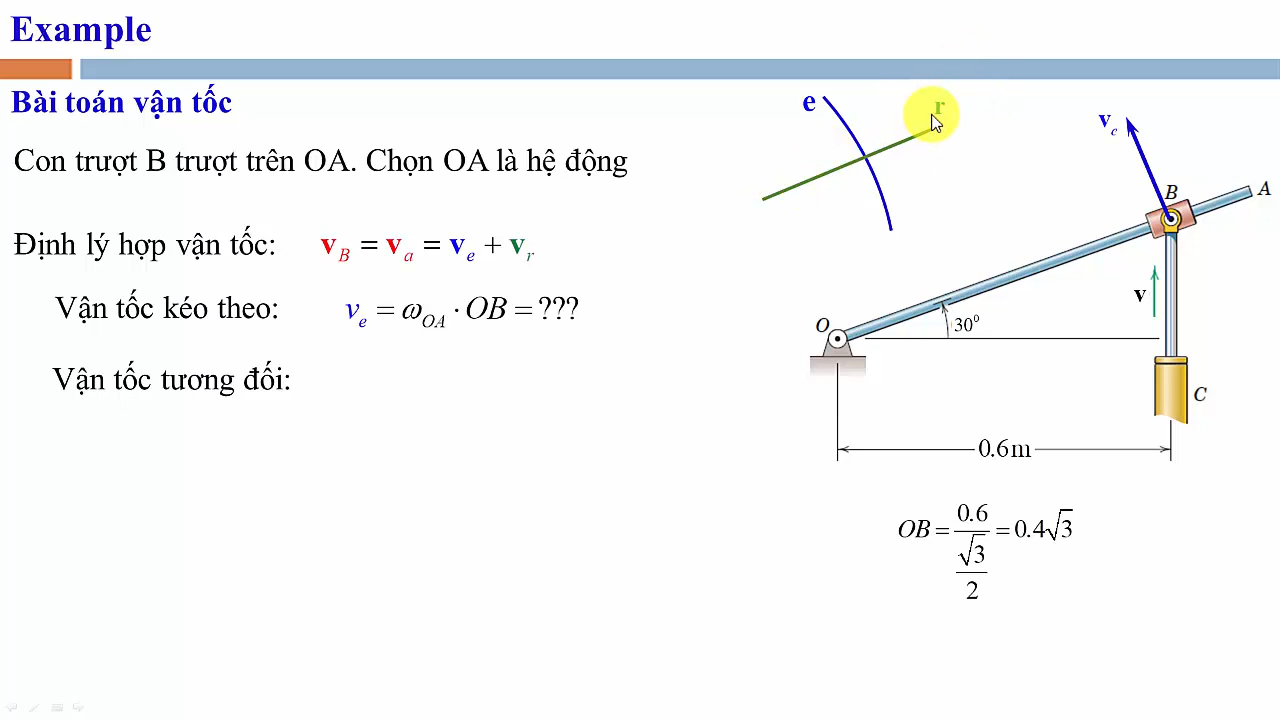 Example
Bài toán vận tốc
Con trượt B trượt trên OA. Chọn OA là hệ động
Định lý hợp vận tốc: v_B = v_a = v_e + v_r
Vận tốc kéo theo: v_e = ω_OA · OB = ???
Vận tốc tương đối:
e
r
v_c
B
A
v
O
30⁰
C
0.6m
OB = 0.6 / (√3 / 2) = 0.4√3